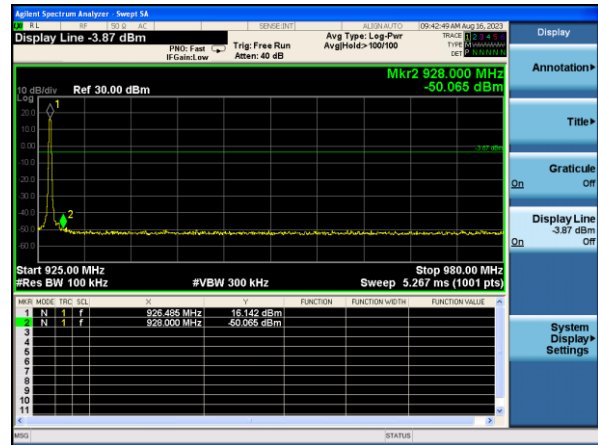 Agilent Spectrum Analyzer - Swept SA
RL RF 50 Ω AC SENSE:INT ALIGNAUTO 09:42:49 AM Aug 16, 2023
Display Line -3.87 dBm
PNO: Fast
IFGain:Low
Trig: Free Run
Atten: 40 dB
Avg Type: Log-Pwr
Avg|Hold:>100/100
TRACE 1 2 3 4 5 6
TYPE M
DET P N N N N N
Mkr2 928.000 MHz
-50.065 dBm
10 dB/div Ref 30.00 dBm
Log
20.0
10.0
0.00
-10.0
-20.0
-30.0
-40.0
-50.0
-60.0
1
2
-3.87 dBm
Start 925.00 MHz Stop 980.00 MHz
#Res BW 100 kHz #VBW 300 kHz Sweep 5.267 ms (1001 pts)
MKR MODE TRC SCL X Y FUNCTION FUNCTION WIDTH FUNCTION VALUE
1 N 1 f 926.485 MHz 16.142 dBm
2 N 1 f 928.000 MHz -50.065 dBm
3
4
5
6
7
8
9
10
11
MSG STATUS
Display
Annotation
Title
Graticule
On Off
Display Line
-3.87 dBm
On Off
System
Display
Settings